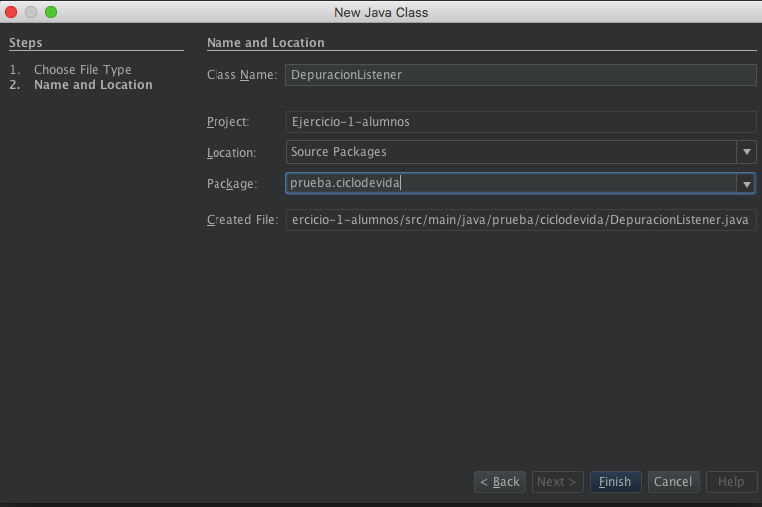 New Java Class
Steps
1. Choose File Type
2. Name and Location
Name and Location
Class Name: DepuracionListener
Project: Ejercicio-1-alumnos
Location: Source Packages
Package: prueba.ciclodevida
Created File: ercicio-1-alumnos/src/main/java/prueba/ciclodevida/DepuracionListener.java
< Back Next > Finish Cancel Help